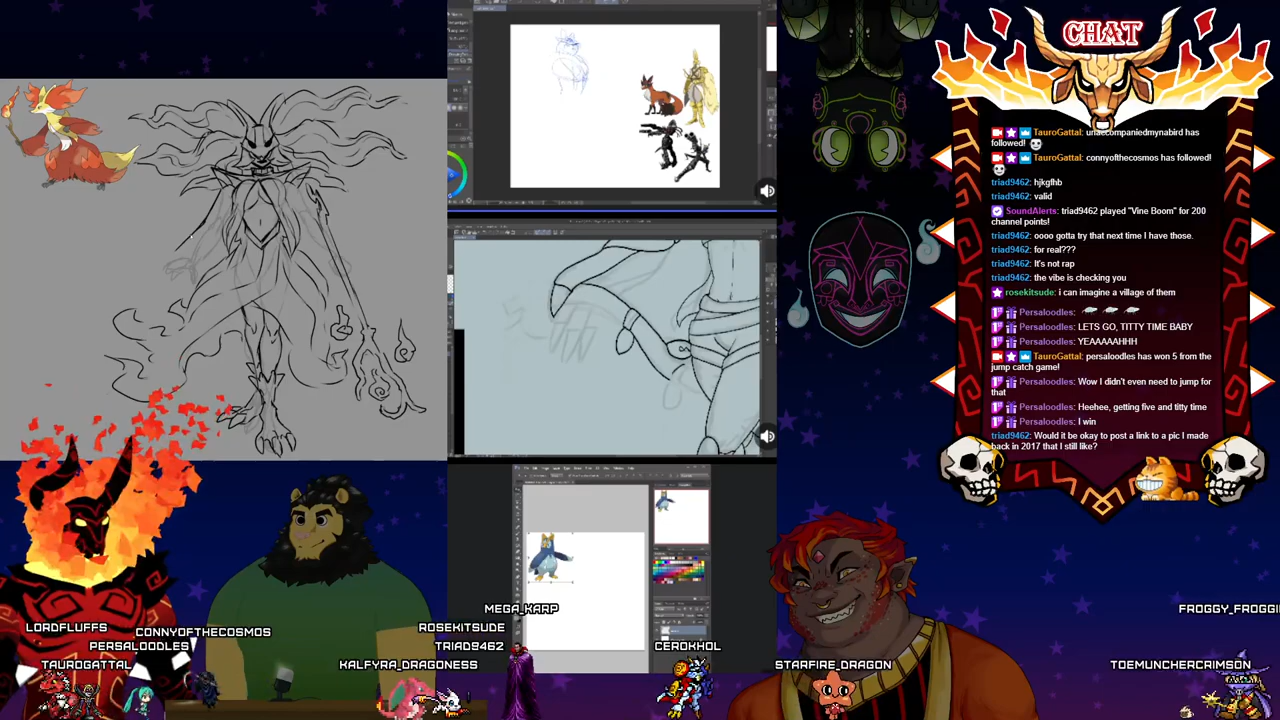 CHAT
TauroGattal: unaccompaniedmynabird has
followed!
TauroGattal: connyofthecosmos has followed!
triad9462: hjkgfhb
triad9462: valid
SoundAlerts: triad9462 played "Vine Boom" for 200
channel points!
triad9462: oooo gotta try that next time I have those.
triad9462: for real???
triad9462: It's not rap
triad9462: the vibe is checking you
rosekitsude: i can imagine a village of them
Persaloodles:
Persaloodles: LETS GO, TITTY TIME BABY
Persaloodles: YEAAAAAHHH
TauroGattal: persaloodles has won 5 from the
jump catch game!
Persaloodles: Wow I didn't even need to jump for
that
Persaloodles: Heehee, getting five and titty time
Persaloodles: I win
triad9462: Would it be okay to post a link to a pic I made
back in 2017 that I still like?
MEGA_KARP
FROGGY_FROGGI
LORDFLUFFS
ROSEKITSUDE
CONNYOFTHECOSMOS
PERSALOODLES
TRIAD9462
CEROKHOL
TAUROGATTAL
KALFYRA_DRAGONESS
STARFIRE_DRAGON
TOEMUNCHERCRIMSON